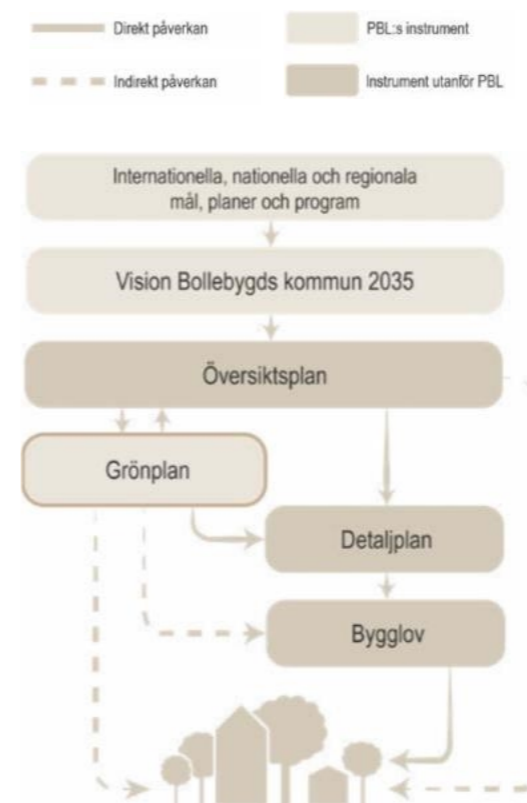 Direkt påverkan
PBL:s instrument
Indirekt påverkan
Instrument utanför PBL
Internationella, nationella och regionala
mål, planer och program
Vision Bollebygds kommun 2035
Översiktsplan
Grönplan
Detaljplan
Bygglov